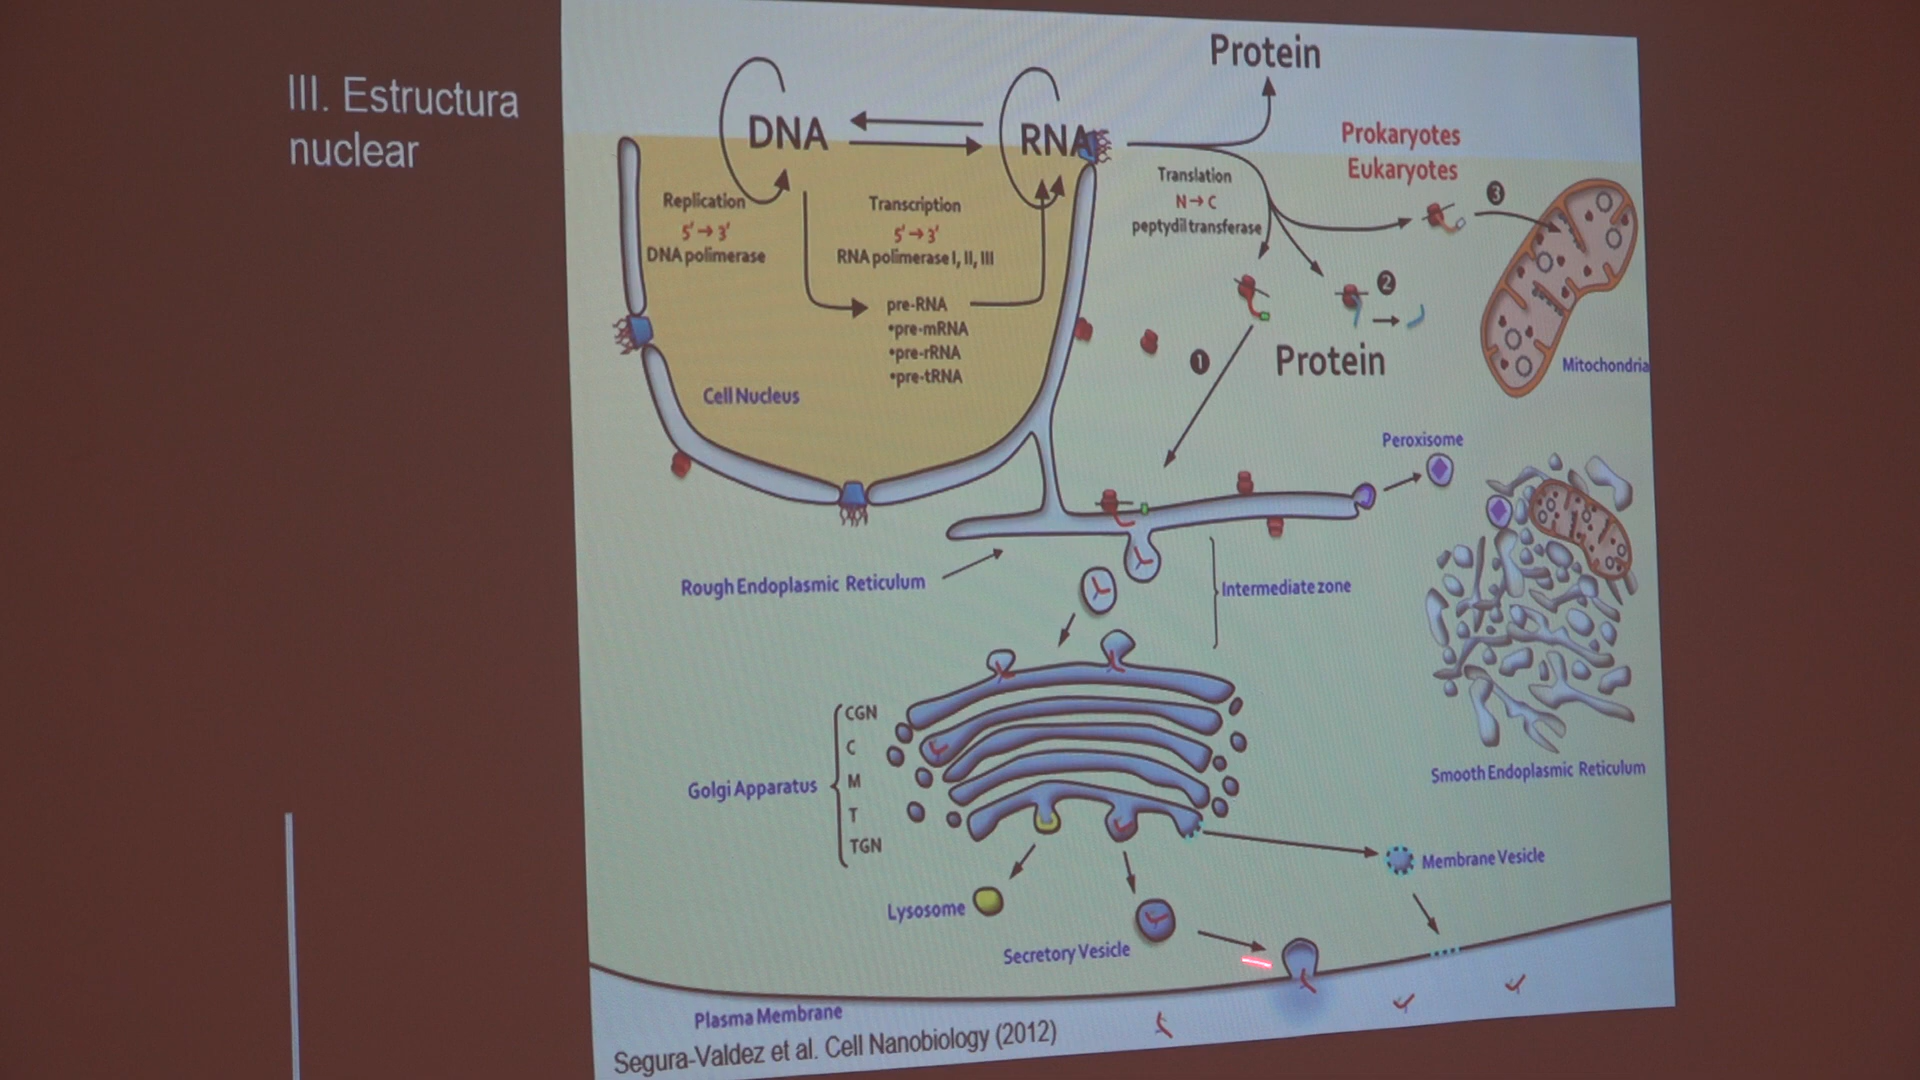 III. Estructura
nuclear
Protein
DNA
RNA
Prokaryotes
Eukaryotes
Replication
5'→3'
DNA polimerase
Transcription
5'→3'
RNA polimerase I, II, III
Translation
N→C
peptydil transferase
pre-RNA
•pre-mRNA
•pre-rRNA
•pre-tRNA
Cell Nucleus
1
2
3
Protein
Mitochondria
Peroxisome
Rough Endoplasmic Reticulum
Intermediate zone
Smooth Endoplasmic Reticulum
Golgi Apparatus
CGN
C
M
T
TGN
Membrane Vesicle
Lysosome
Secretory Vesicle
Plasma Membrane
Segura-Valdez et al. Cell Nanobiology (2012)